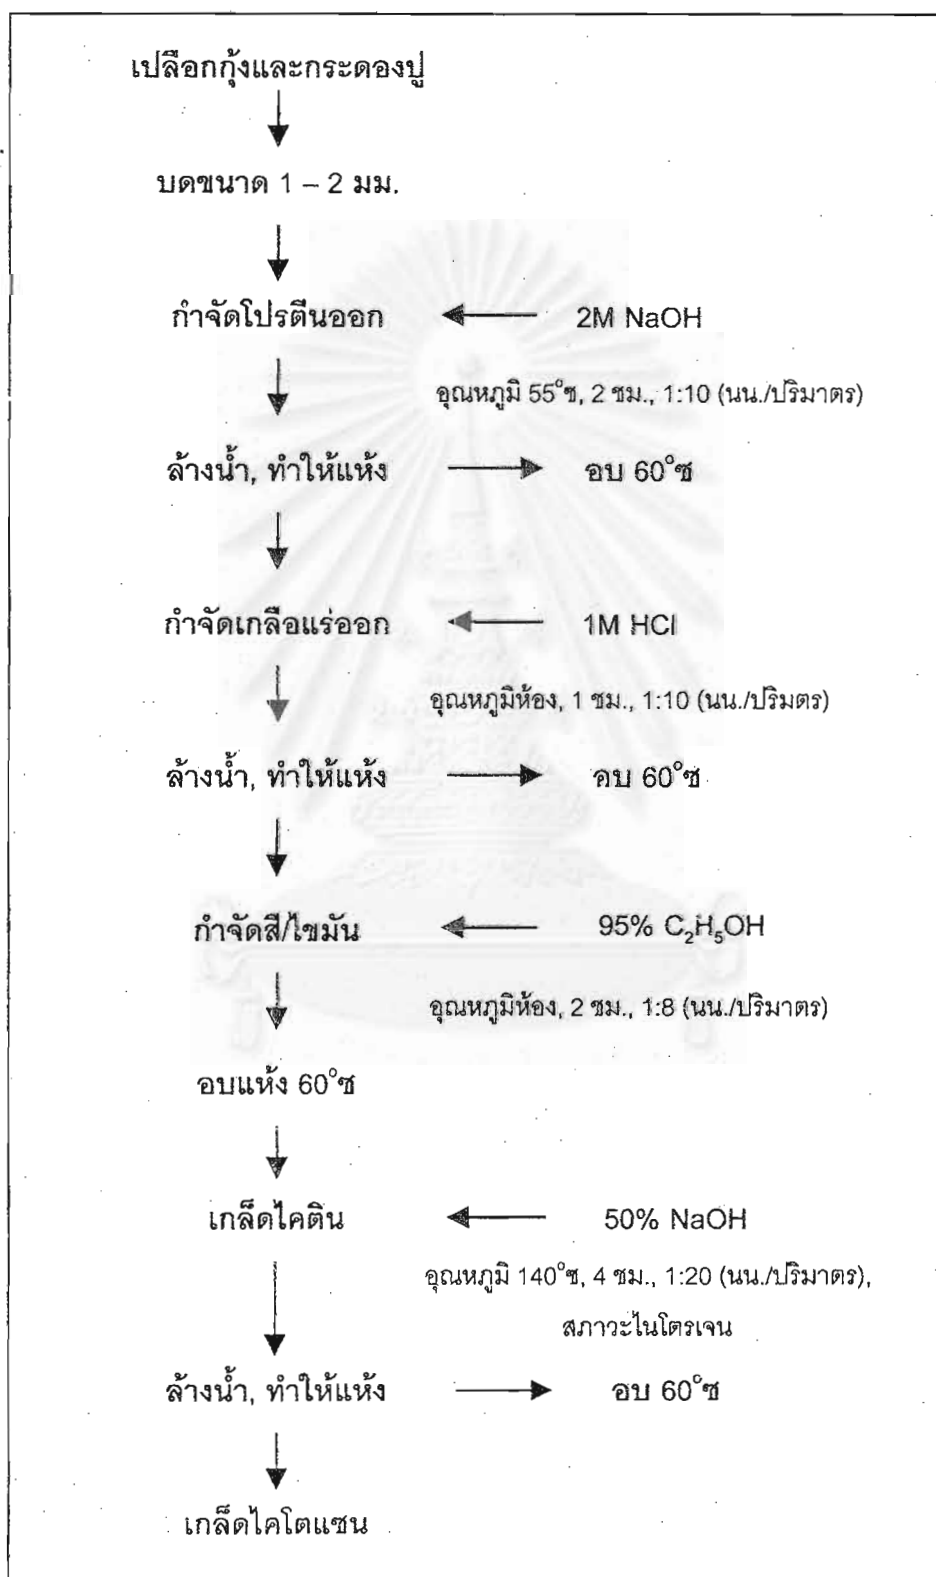 เปลือกกุ้งและกระดองปู
บดขนาด 1 – 2 มม.
กำจัดโปรตีนออก 2M NaOH
อุณหภูมิ 55°ซ, 2 ชม., 1:10 (นน./ปริมาตร)
ล้างน้ำ, ทำให้แห้ง อบ 60°ซ
กำจัดเกลือแร่ออก 1M HCl
อุณหภูมิห้อง, 1 ชม., 1:10 (นน./ปริมตร)
ล้างน้ำ, ทำให้แห้ง อบ 60°ซ
กำจัดสี/ไขมัน 95% C₂H₅OH
อุณหภูมิห้อง, 2 ชม., 1:8 (นน./ปริมาตร)
อบแห้ง 60°ซ
เกล็ดไคติน 50% NaOH
อุณหภูมิ 140°ซ, 4 ชม., 1:20 (นน./ปริมาตร),
สภาวะไนโตรเจน
ล้างน้ำ, ทำให้แห้ง อบ 60°ซ
เกล็ดไคโตแซน